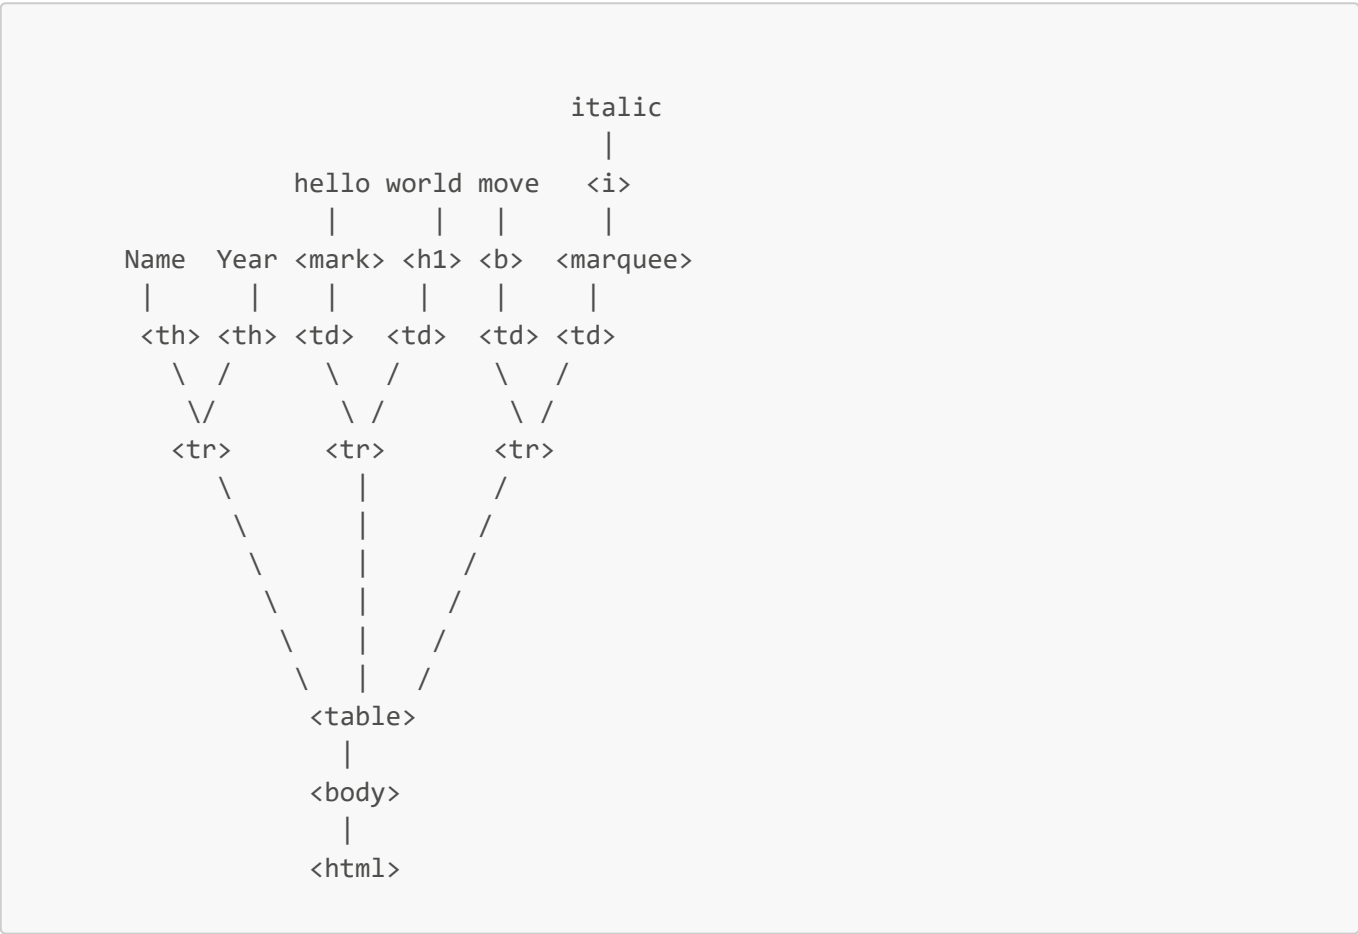 italic
|
hello world move <i>
| | | |
Name Year <mark> <h1> <b> <marquee>
| | | | | |
<th> <th> <td> <td> <td> <td>
\ / \ / \ /
\/ \ / \ /
<tr> <tr> <tr>
\ | /
\ | /
\ | /
\ | /
\ | /
\ | /
<table>
|
<body>
|
<html>